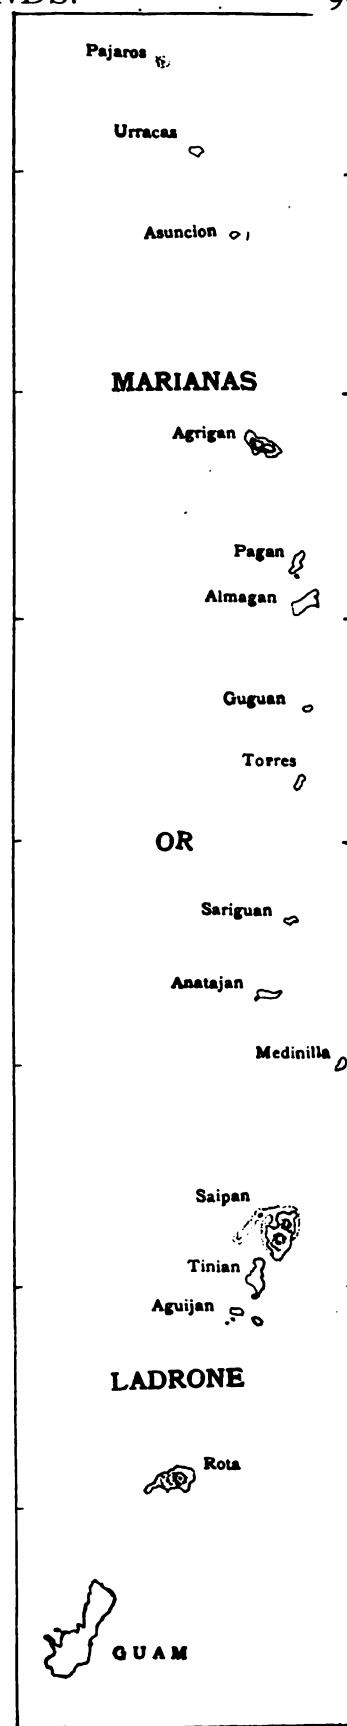 Pajaros
Urracas
Asuncion
MARIANAS
Agrigan
Pagan
Almagan
Guguan
Torres
OR
Sariguan
Anatajan
Medinilla
Saipan
Tinian
Aguijan
LADRONE
Rota
GUAM